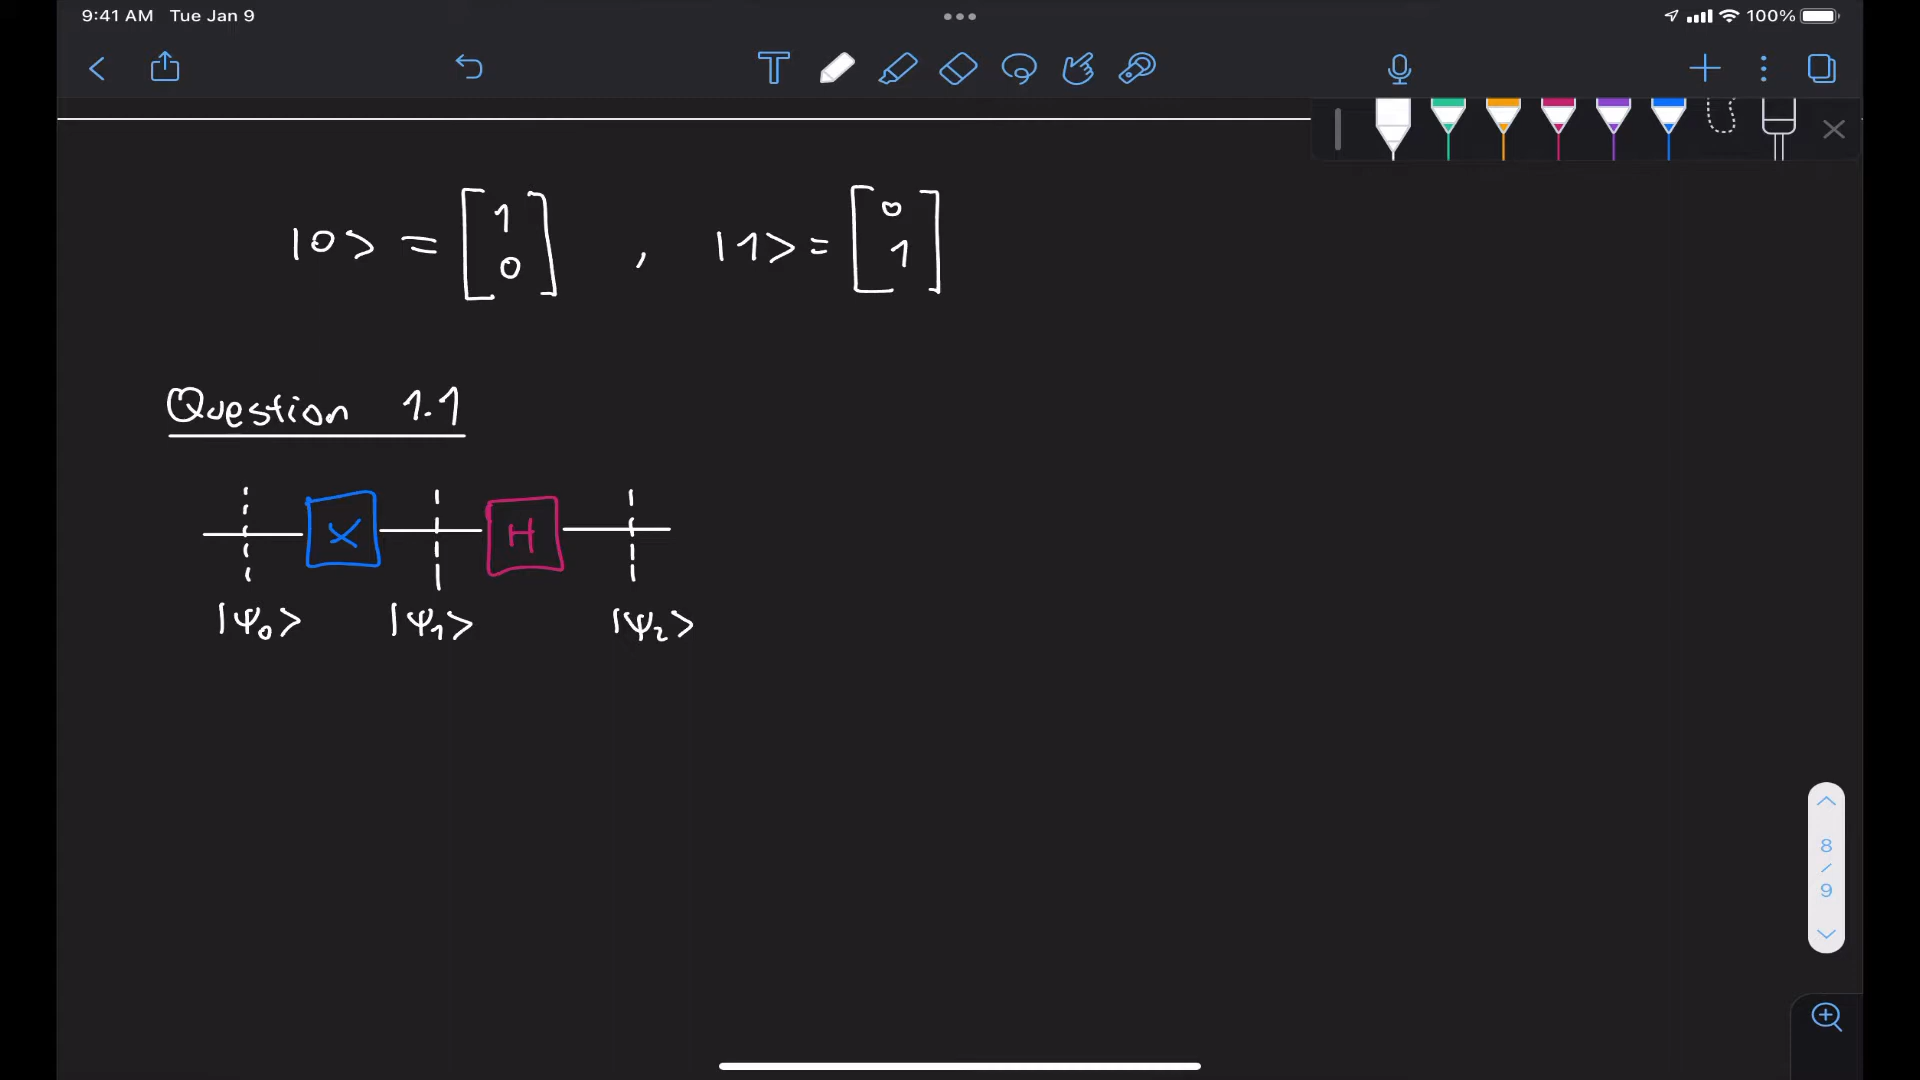 9:41 AM Tue Jan 9
100%
T
|0> = [1 0] , |1> = [0 1]
Question 1.1
X H
|ψ₀> |ψ₁> |ψ₂>
8
/
9